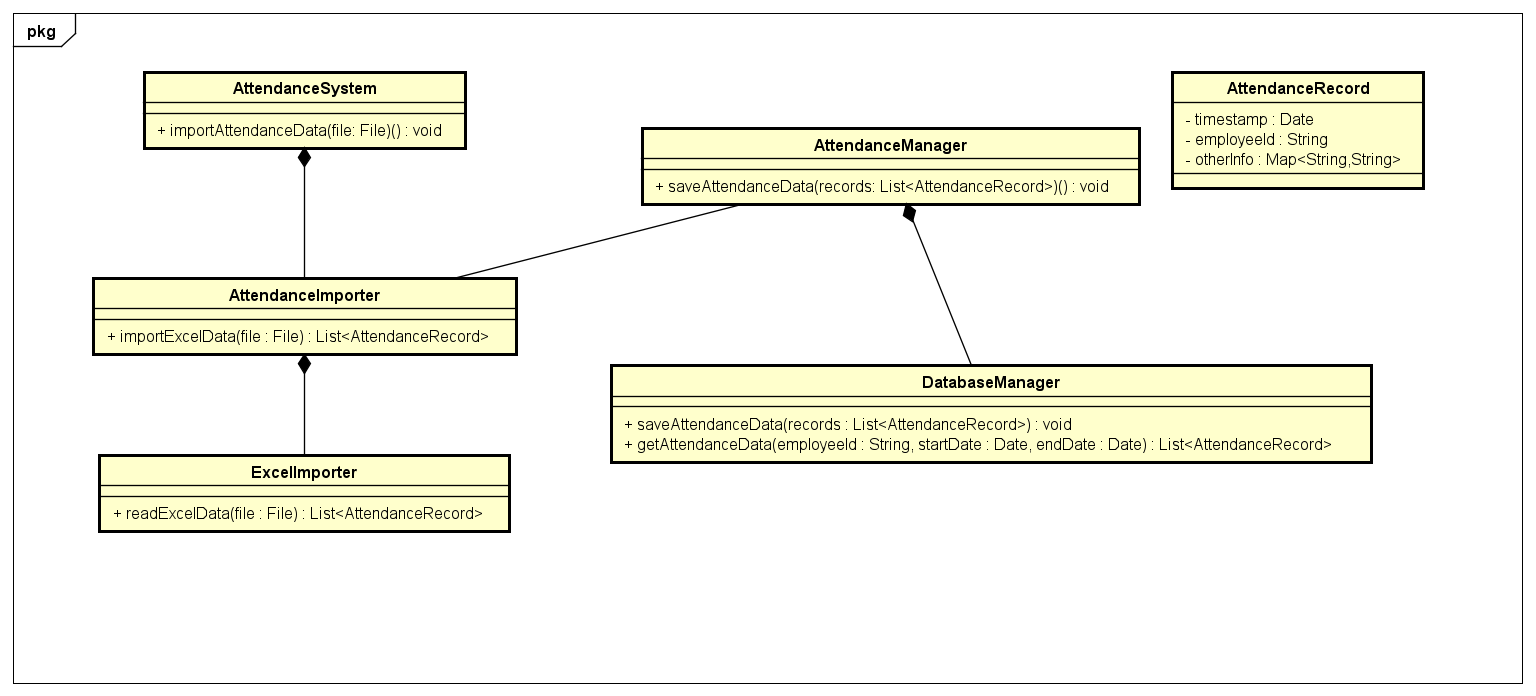 pkg
AttendanceSystem
+ importAttendanceData(file: File)() : void
AttendanceManager
+ saveAttendanceData(records: List<AttendanceRecord>)() : void
AttendanceRecord
- timestamp : Date
- employeeId : String
- otherInfo : Map<String,String>
AttendanceImporter
+ importExcelData(file : File) : List<AttendanceRecord>
DatabaseManager
+ saveAttendanceData(records : List<AttendanceRecord>) : void
+ getAttendanceData(employeeId : String, startDate : Date, endDate : Date) : List<AttendanceRecord>
ExcelImporter
+ readExcelData(file : File) : List<AttendanceRecord>